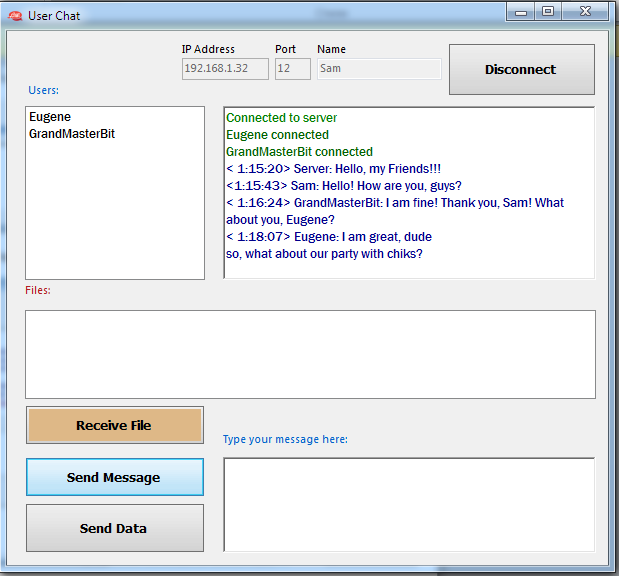 User Chat
IP Address Port Name
192.168.1.32 12 Sam
Disconnect
Users:
Eugene
GrandMasterBit
Connected to server
Eugene connected
GrandMasterBit connected
< 1:15:20> Server: Hello, my Friends!!!
<1:15:43> Sam: Hello! How are you, guys?
< 1:16:24> GrandMasterBit: I am fine! Thank you, Sam! What
about you, Eugene?
< 1:18:07> Eugene: I am great, dude
so, what about our party with chiks?
Files:
Receive File
Type your message here:
Send Message
Send Data